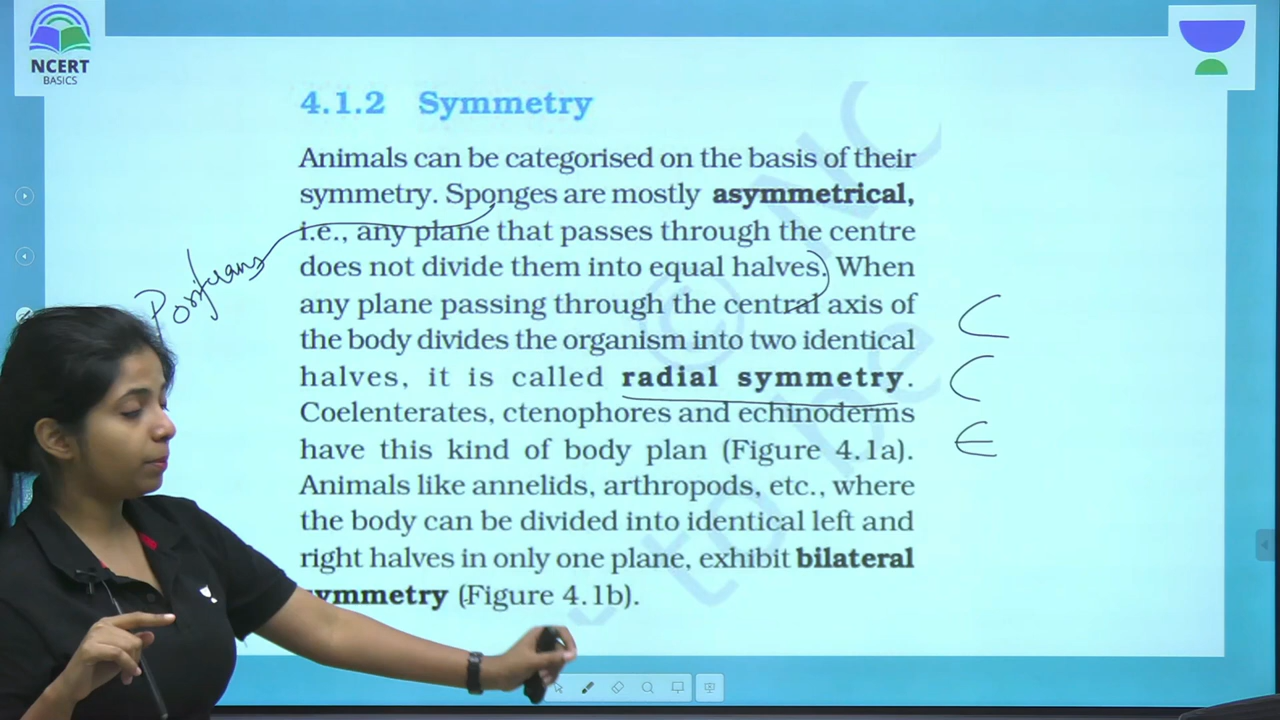 NCERT
BASICS
4.1.2 Symmetry
Animals can be categorised on the basis of their
symmetry. Sponges are mostly asymmetrical,
i.e., any plane that passes through the centre
does not divide them into equal halves. When
any plane passing through the central axis of
the body divides the organism into two identical
halves, it is called radial symmetry.
Coelenterates, ctenophores and echinoderms
have this kind of body plan (Figure 4.1a).
Animals like annelids, arthropods, etc., where
the body can be divided into identical left and
right halves in only one plane, exhibit bilateral
symmetry (Figure 4.1b).
Poriferans
C
C
E
© NC
to be